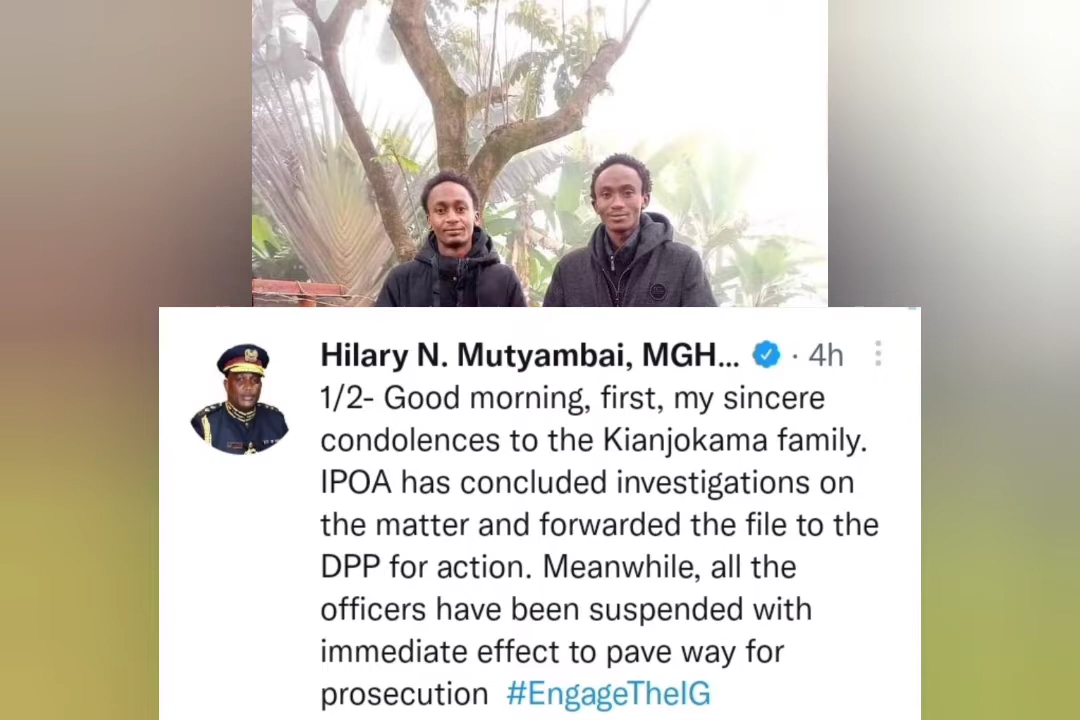 Hilary N. Mutyambai, MGH... · 4h
1/2- Good morning, first, my sincere
condolences to the Kianjokama family.
IPOA has concluded investigations on
the matter and forwarded the file to the
DPP for action. Meanwhile, all the
officers have been suspended with
immediate effect to pave way for
prosecution #EngageTheIG